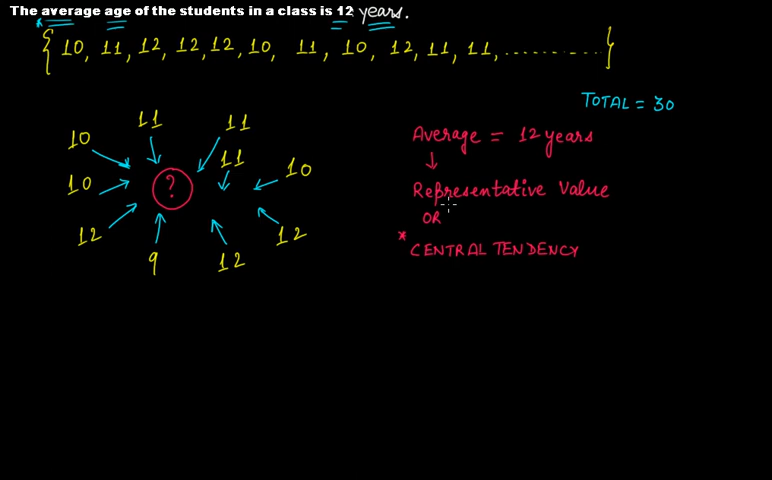 The average age of the students in a class is 12 years.
* { 10, 11, 12, 12, 12, 10, 11, 10, 12, 11, 11, ............... }
TOTAL = 30
11 11
10
Average = 12 years
11
10
10
?
Representative Value
OR
12
12
* CENTRAL TENDENCY
9
12